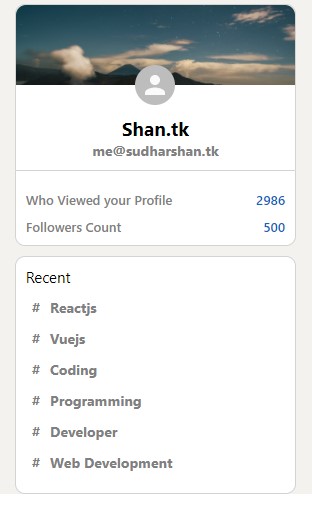 Shan.tk
me@sudharshan.tk
Who Viewed your Profile 2986
Followers Count 500
Recent
# Reactjs
# Vuejs
# Coding
# Programming
# Developer
# Web Development